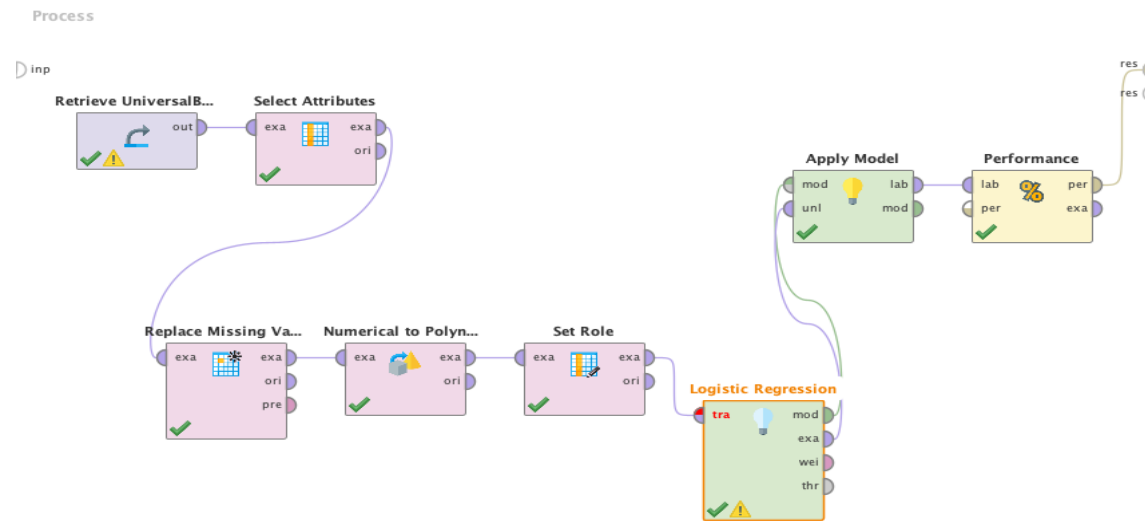 Process
inp
res
res
Retrieve UniversalB...
out
Select Attributes
exa exa
ori
Apply Model
mod lab
unl mod
Performance
lab per
per exa
Replace Missing Va...
exa exa
ori
pre
Numerical to Polyn...
exa exa
ori
Set Role
exa exa
ori
Logistic Regression
tra mod
exa
wei
thr